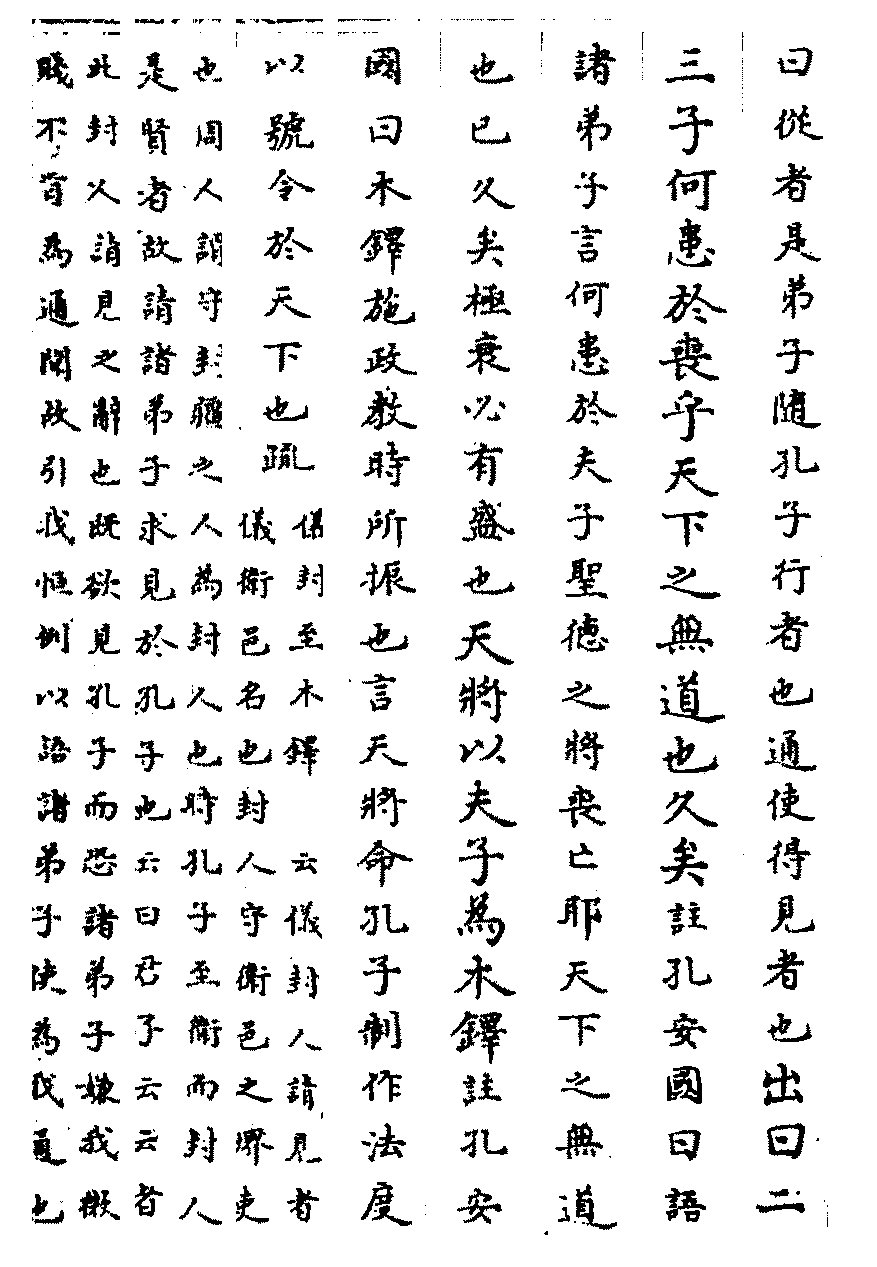 曰從者是弟子隨孔子行者也通使得見者也出曰二
三子何患於喪乎天下之無道也久矣註孔安國曰語
諸弟子言何患於夫子聖德之將喪亡耶天下之無道
也已久矣極衰必有盛也天將以夫子為木鐸註孔安
國曰木鐸施政教時所振也言天將命孔子制作法度
以號令於天下也疏
儀封至木鐸 云儀封人請見者
儀衛邑名也封人守衛邑之堺吏
也周人謂守封疆之人為封人也時孔子至衛而封人
是賢者故請諸弟子求見於孔子也云曰君子云云者
此封人請見之辭也既欲見孔子而恐諸弟子嫌我微
賤不肯為通聞故引我恒例以語諸弟子使為我通也